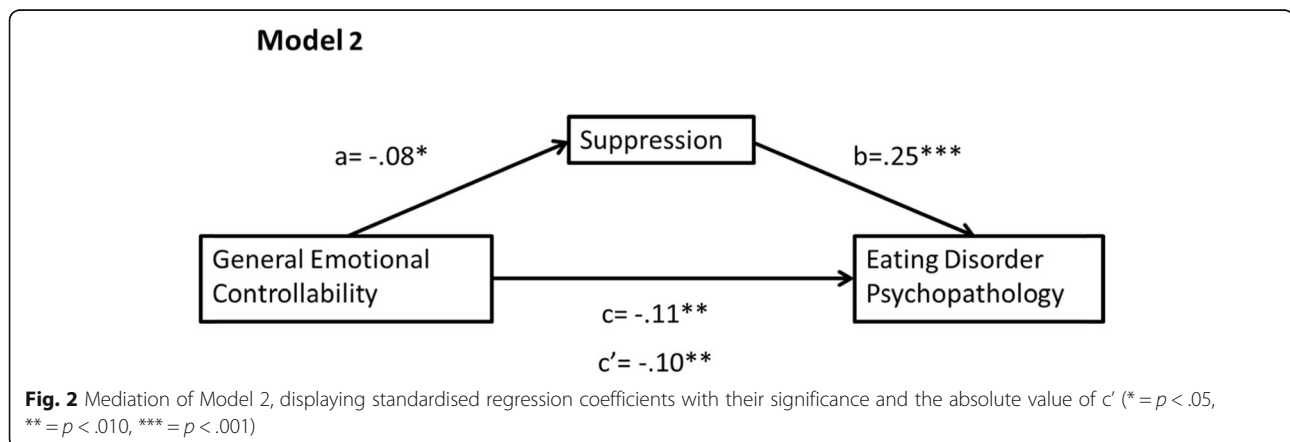 Model 2
Suppression
a= -.08*
b=.25***
General Emotional
Controllability
Eating Disorder
Psychopathology
c= -.11**
c’= -.10**
Fig. 2 Mediation of Model 2, displaying standardised regression coefficients with their significance and the absolute value of c’ (* = p < .05,
** = p < .010, *** = p < .001)